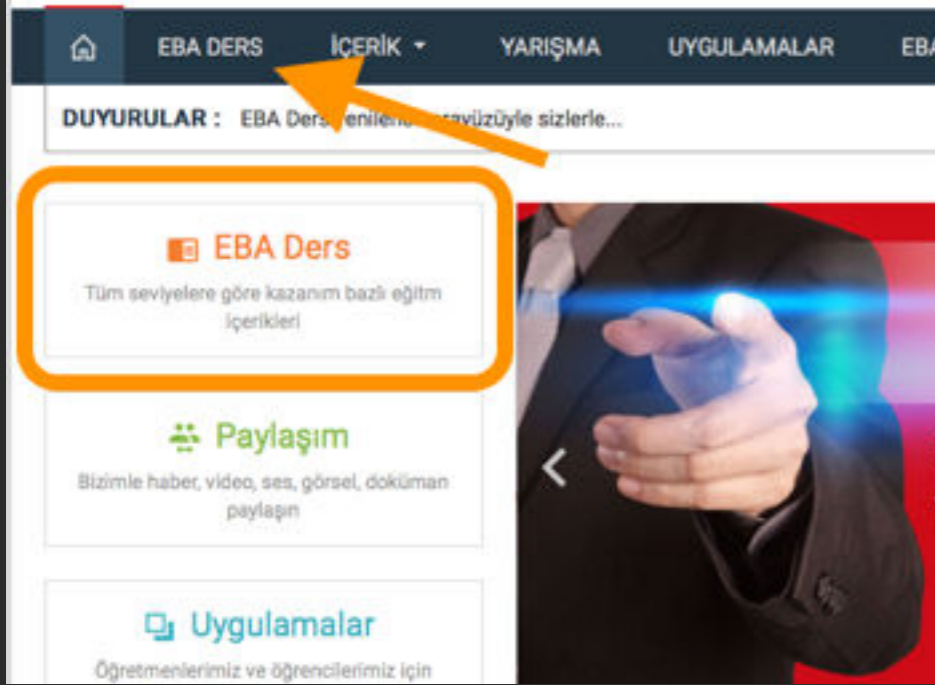 EBA DERS İÇERİK YARIŞMA UYGULAMALAR EBA
DUYURULAR : EBA Ders sizlerle...
EBA Ders
Tüm seviyelere göre kazanım bazlı eğitm
içerikleri
Paylaşım
Bizimle haber, video, ses, görsel, doküman
paylaşın
Uygulamalar
Öğretmenlerimiz ve öğrencilerimiz için